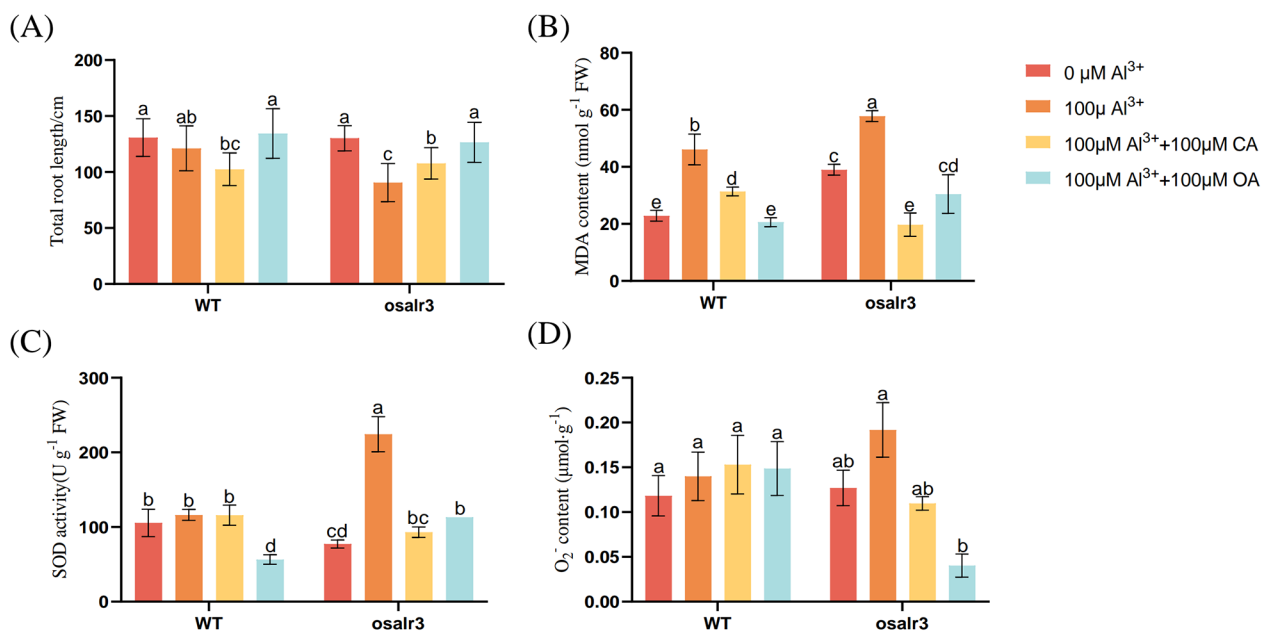 (A)
Total root length/cm
200
150
100
50
0
a
ab
bc
a
a
c
b
a
WT
osalr3
(B)
MDA content (nmol g⁻¹ FW)
80
60
40
20
0
e
b
d
e
c
a
e
cd
WT
osalr3
0 μM Al³⁺
100μ Al³⁺
100μM Al³⁺+100μM CA
100μM Al³⁺+100μM OA
(C)
SOD activity(U g⁻¹ FW)
300
200
100
0
b
b
b
d
cd
a
bc
b
WT
osalr3
(D)
O₂⁻ content (μmol·g⁻¹)
0.25
0.20
0.15
0.10
0.05
0.00
a
a
a
a
ab
a
ab
b
WT
osalr3